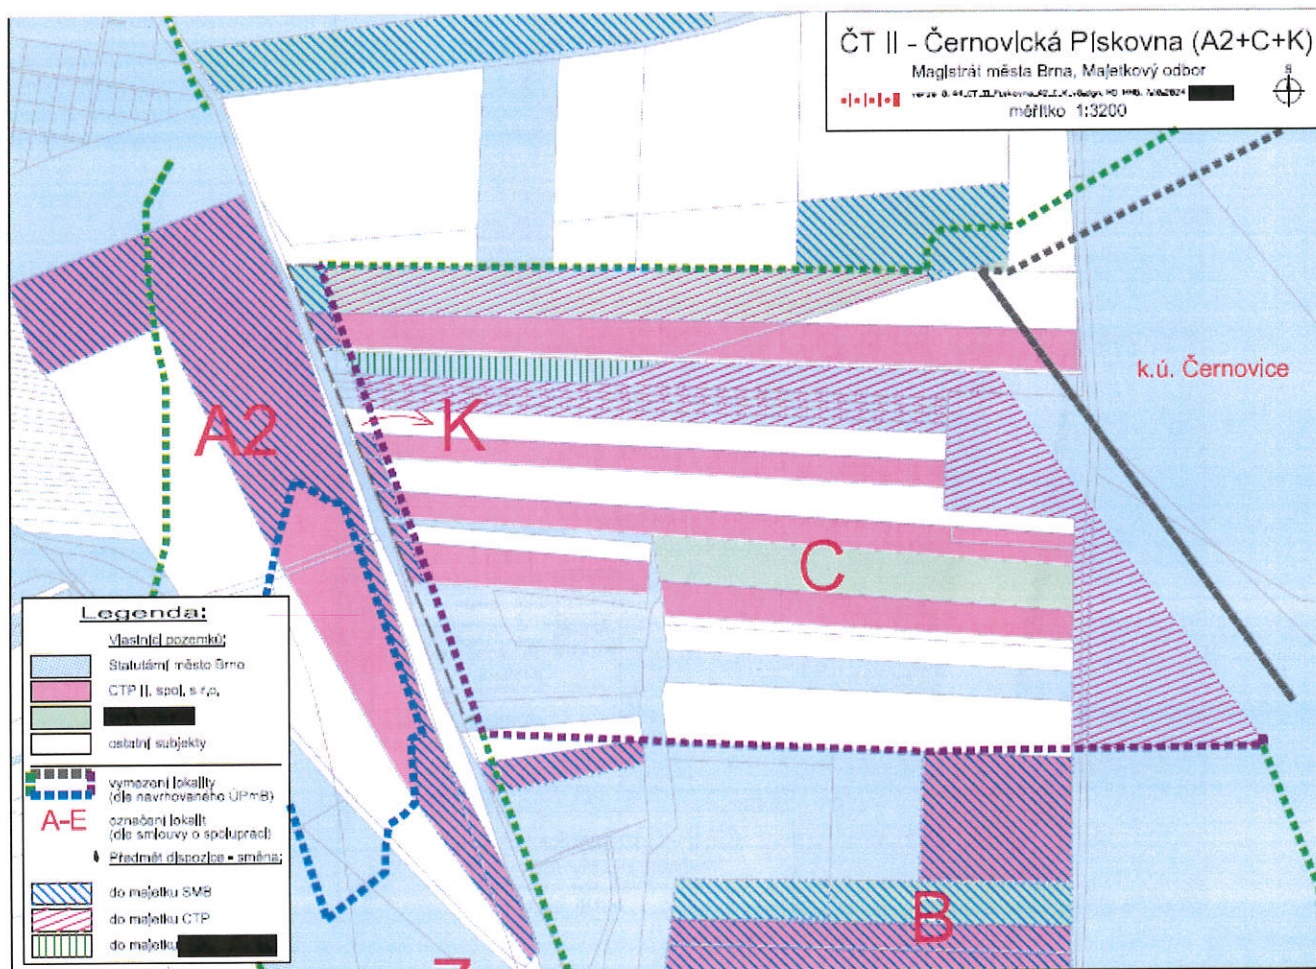 ČT II - Černovická Pískovna (A2+C+K)
Magistrát města Brna, Majetkový odbor
měřítko 1:3200
k.ú. Černovice
A2
K
C
B
Legenda:
Vlastníci pozemků:
Statutární město Brno
CTP II, spol. s r.o.
ostatní subjekty
vymezení lokality
(dle navrhovaného ÚPmB)
A-E
označení lokalit
(dle smlouvy o spolupráci)
Předmět dispozice - směna:
do majetku SMB
do majetku CTP
do majetku